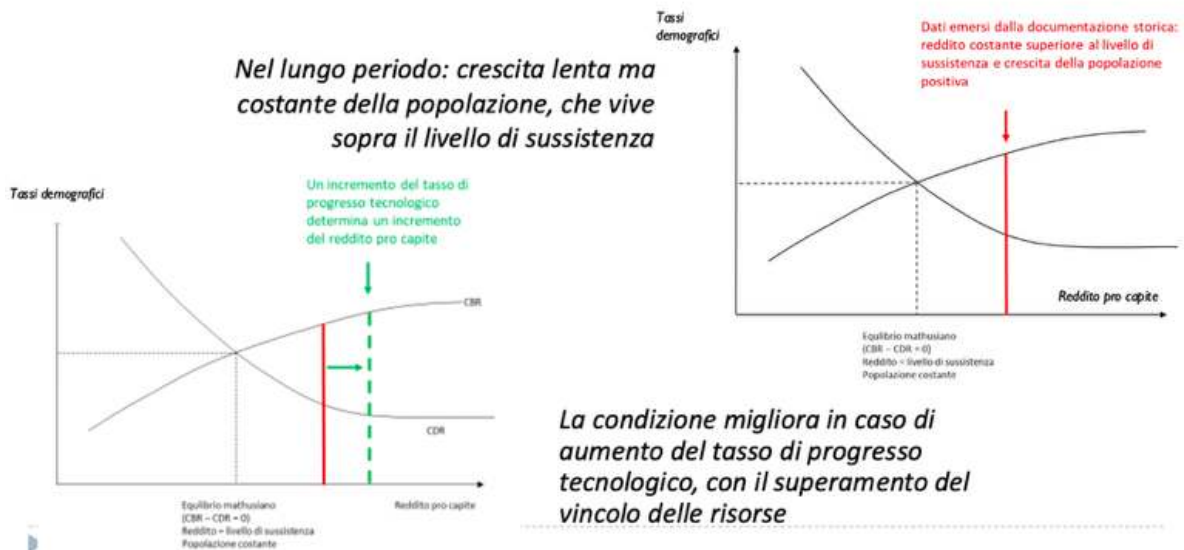 Nel lungo periodo: crescita lenta ma
costante della popolazione, che vive
sopra il livello di sussistenza
Tassi
demografici
Dati emersi dalla documentazione storica:
reddito costante superiore al livello di
sussistenza e crescita della popolazione
positiva
Reddito pro capite
Equlibrio mathusiano
(CBR – CDR = 0)
Reddito = livello di sussistenza
Popolazione costante
Tassi demografici
Un incremento del tasso di
progresso tecnologico
determina un incremento
del reddito pro capite
CBR
CDR
Reddito pro capite
Equlibrio mathusiano
(CBR – CDR = 0)
Reddito = livello di sussistenza
Popolazione costante
La condizione migliora in caso di
aumento del tasso di progresso
tecnologico, con il superamento del
vincolo delle risorse